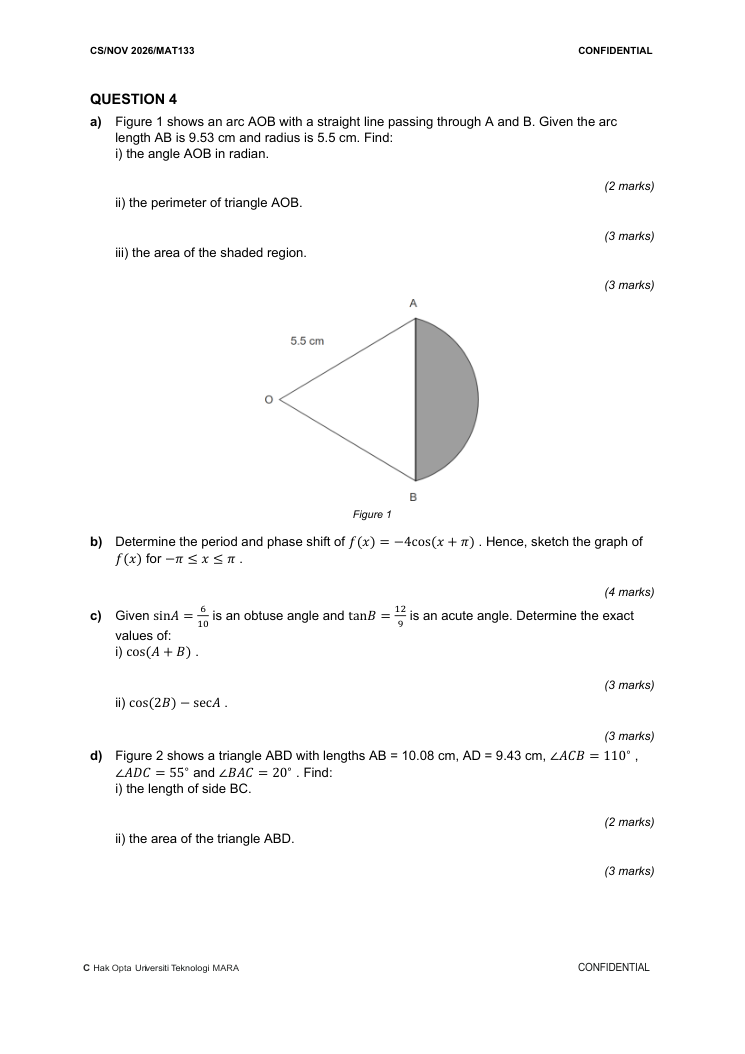 CS/NOV 2026/MAT133 CONFIDENTIAL
QUESTION 4
a) Figure 1 shows an arc AOB with a straight line passing through A and B. Given the arc
length AB is 9.53 cm and radius is 5.5 cm. Find:
i) the angle AOB in radian.
(2 marks)
ii) the perimeter of triangle AOB.
(3 marks)
iii) the area of the shaded region.
(3 marks)
A
5.5 cm
O
B
Figure 1
b) Determine the period and phase shift of f(x) = −4cos(x + π) . Hence, sketch the graph of
f(x) for −π ≤ x ≤ π .
(4 marks)
c) Given sinA = 6/10 is an obtuse angle and tanB = 12/9 is an acute angle. Determine the exact
values of:
i) cos(A + B) .
(3 marks)
ii) cos(2B) − secA .
(3 marks)
d) Figure 2 shows a triangle ABD with lengths AB = 10.08 cm, AD = 9.43 cm, ∠ACB = 110° ,
∠ADC = 55° and ∠BAC = 20° . Find:
i) the length of side BC.
(2 marks)
ii) the area of the triangle ABD.
(3 marks)
C Hak Opta Universiti Teknologi MARA CONFIDENTIAL